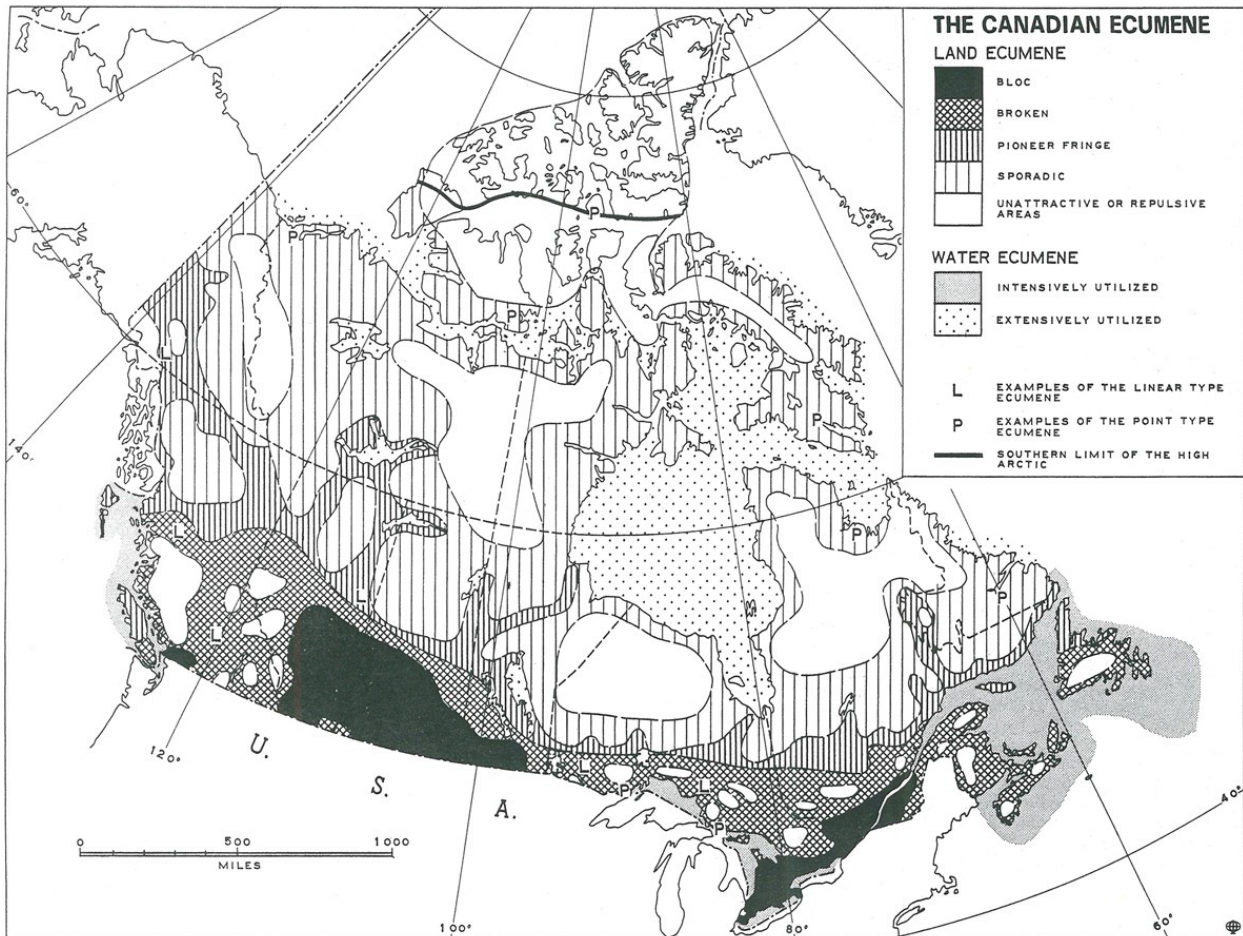 THE CANADIAN ECUMENE
LAND ECUMENE
BLOC
BROKEN
PIONEER FRINGE
SPORADIC
UNATTRACTIVE OR REPULSIVE
AREAS
WATER ECUMENE
INTENSIVELY UTILIZED
EXTENSIVELY UTILIZED
L EXAMPLES OF THE LINEAR TYPE
ECUMENE
P EXAMPLES OF THE POINT TYPE
ECUMENE
SOUTHERN LIMIT OF THE HIGH
ARCTIC
60°
P
P
P
L
P
140°
P
P
L
P
L
L
L
L
P
P
120°
U.
S.
A.
40°
0 500 1000
MILES
100°
80°
60°